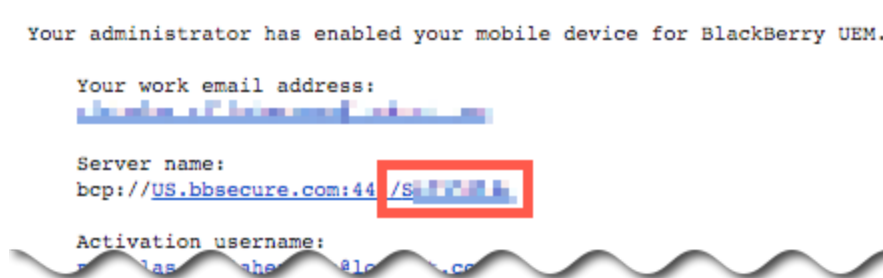 Your administrator has enabled your mobile device for BlackBerry UEM.
Your work email address:
Server name:
bcp://US.bbsecure.com:44 /S
Activation username: